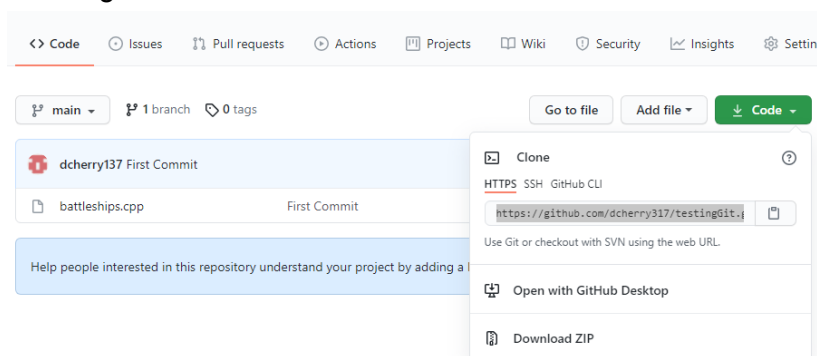 Code Issues Pull requests Actions Projects Wiki Security Insights Settin
main 1 branch 0 tags Go to file Add file Code
dcherry137 First Commit
battleships.cpp First Commit
Help people interested in this repository understand your project by adding a
Clone
HTTPS SSH GitHub CLI
https://github.com/dcherry317/testingGit.g
Use Git or checkout with SVN using the web URL.
Open with GitHub Desktop
Download ZIP